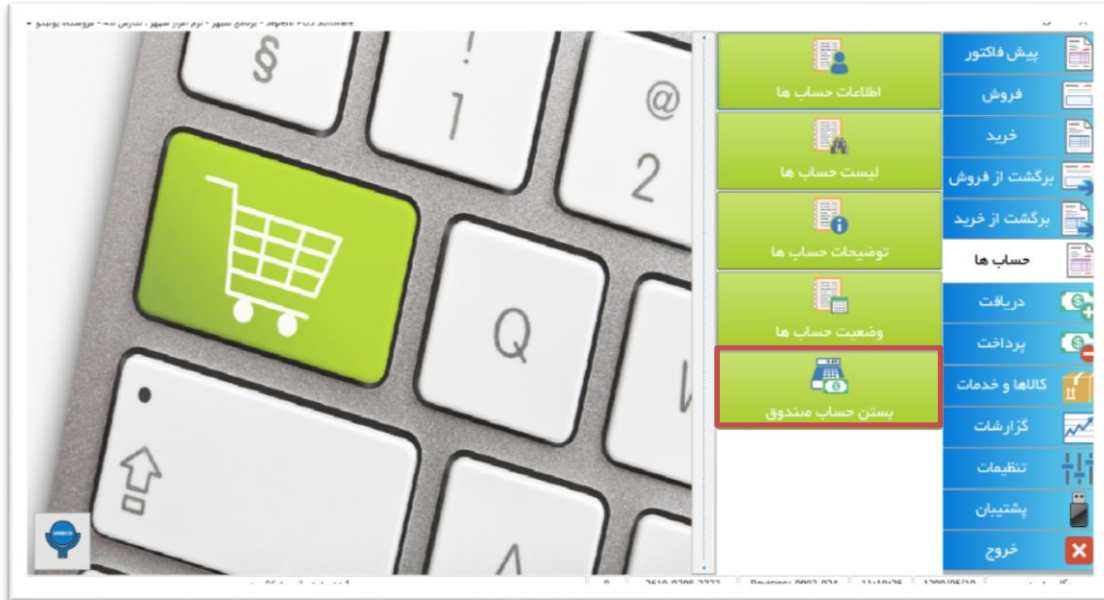 پیش فاکتور
فروش
خرید
برگشت از فروش
برگشت از خرید
حساب ها
دریافت
پرداخت
کالاها و خدمات
گزارشات
تنظیمات
پشتیبان
خروج
اطلاعات حساب ها
لیست حساب ها
توضیحات حساب ها
وضعیت حساب ها
بستن حساب صندوق
§
!
1
@
2
Q